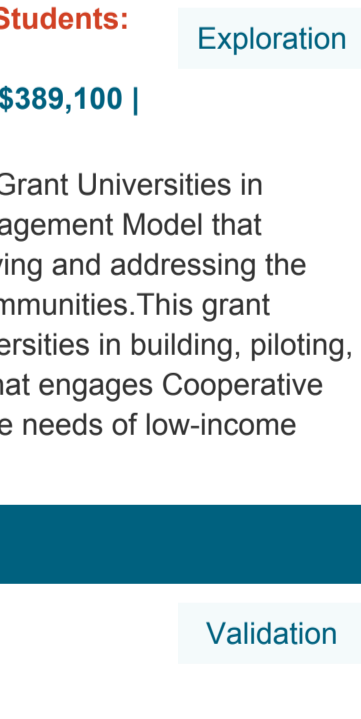 Students:
Exploration
$389,100 |
Grant Universities in
agement Model that
ing and addressing the
mmunities.This grant
ersities in building, piloting,
hat engages Cooperative
e needs of low-income
Validation